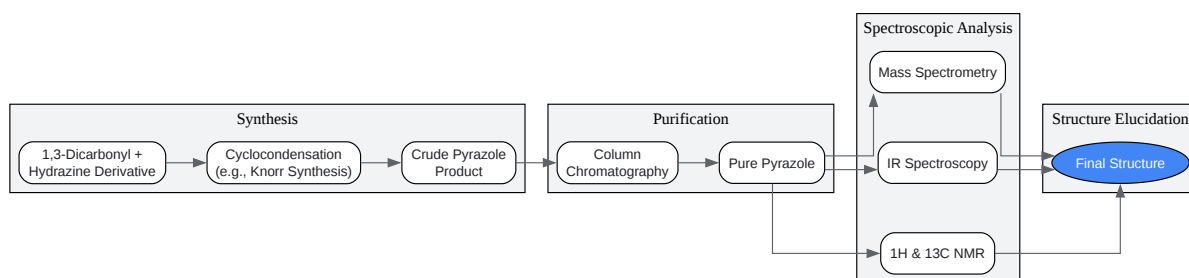 Synthesis
1,3-Dicarbonyl +
Hydrazine Derivative
Cyclocondensation
(e.g., Knorr Synthesis)
Crude Pyrazole
Product
Purification
Column
Chromatography
Pure Pyrazole
Spectroscopic Analysis
Mass Spectrometry
IR Spectroscopy
1H & 13C NMR
Structure Elucidation
Final Structure